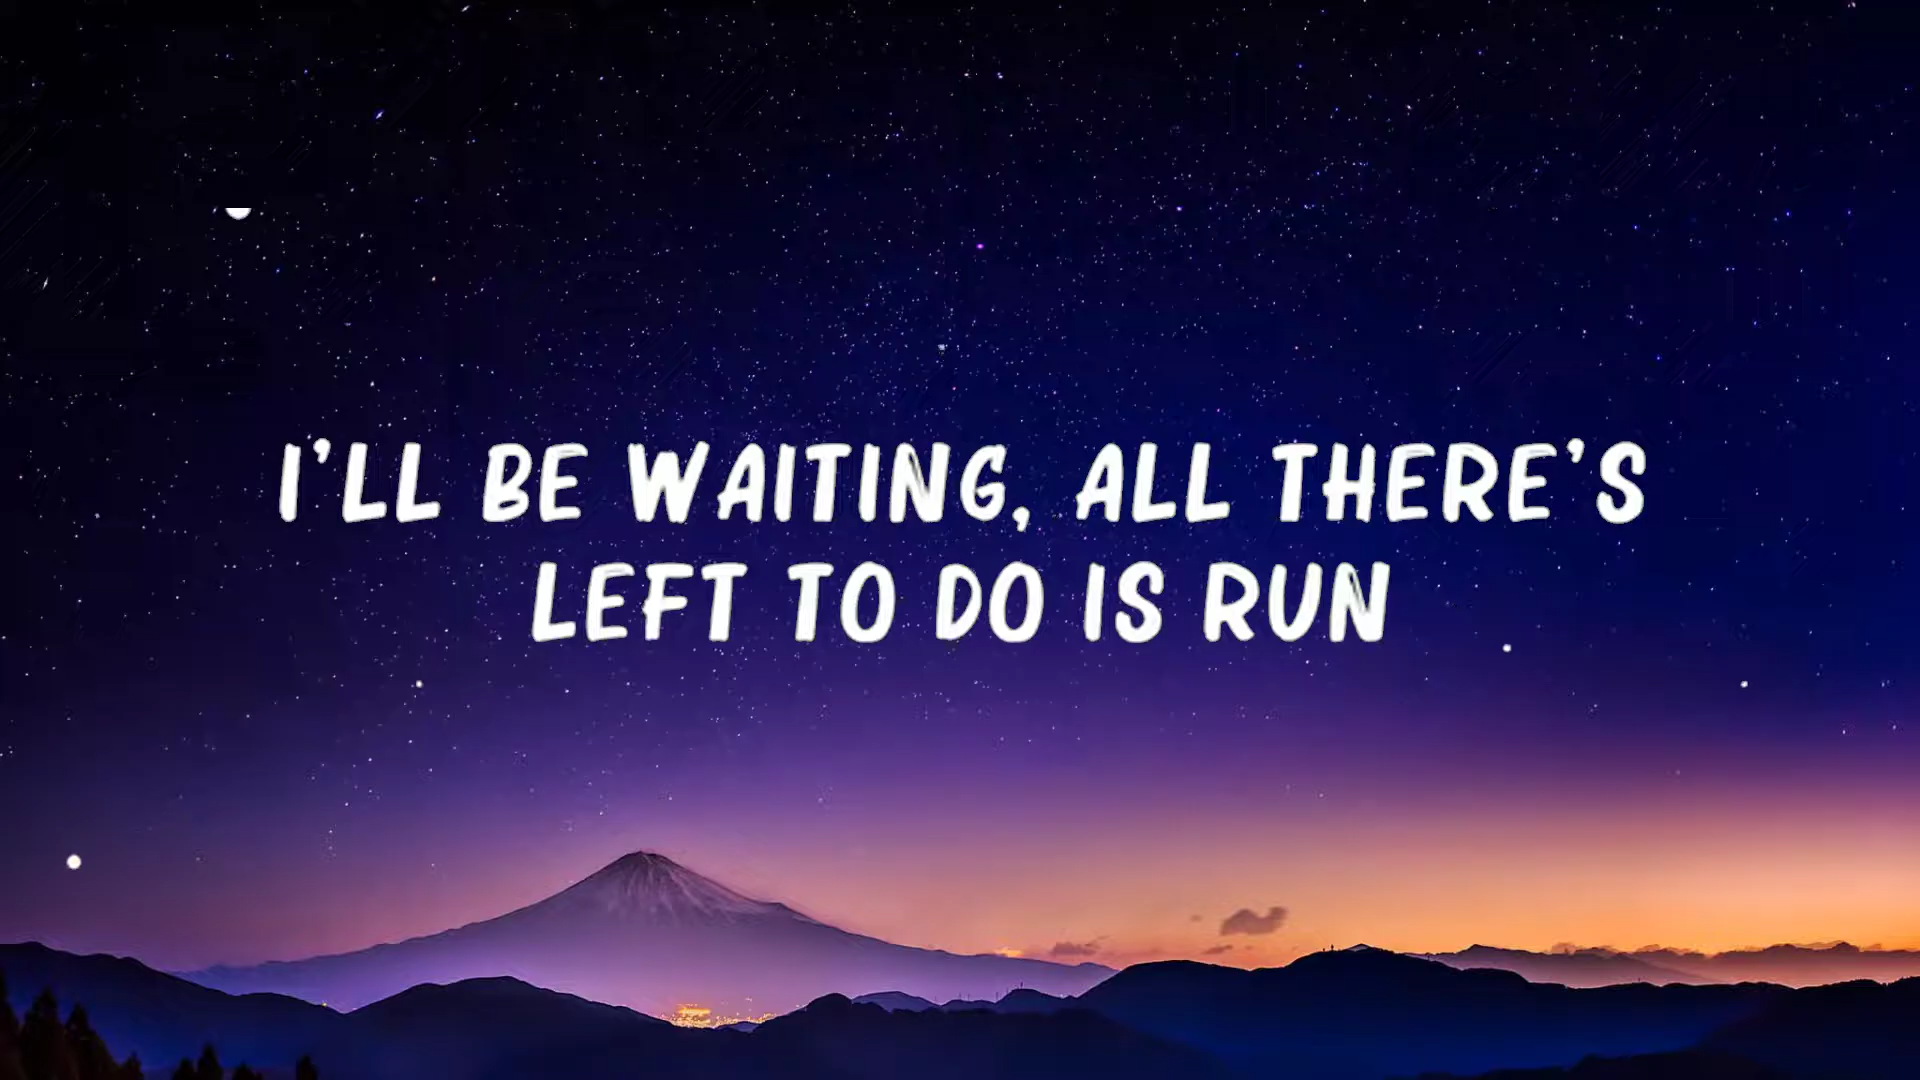 I'LL BE WAITING, ALL THERE'S
LEFT TO DO IS RUN